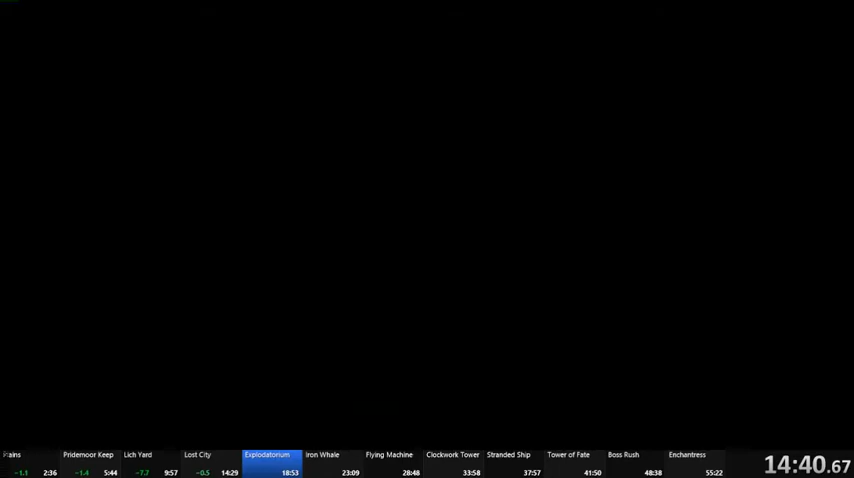 Plains Pridemoor Keep Lich Yard Lost City Explodatorium Iron Whale Flying Machine Clockwork Tower Stranded Ship Tower of Fate Boss Rush Enchantress
−1.1 2:36 −1.4 5:44 −7.7 9:57 −0.5 14:29 18:53 23:09 28:48 33:58 37:57 41:50 48:38 55:22
14:40.67